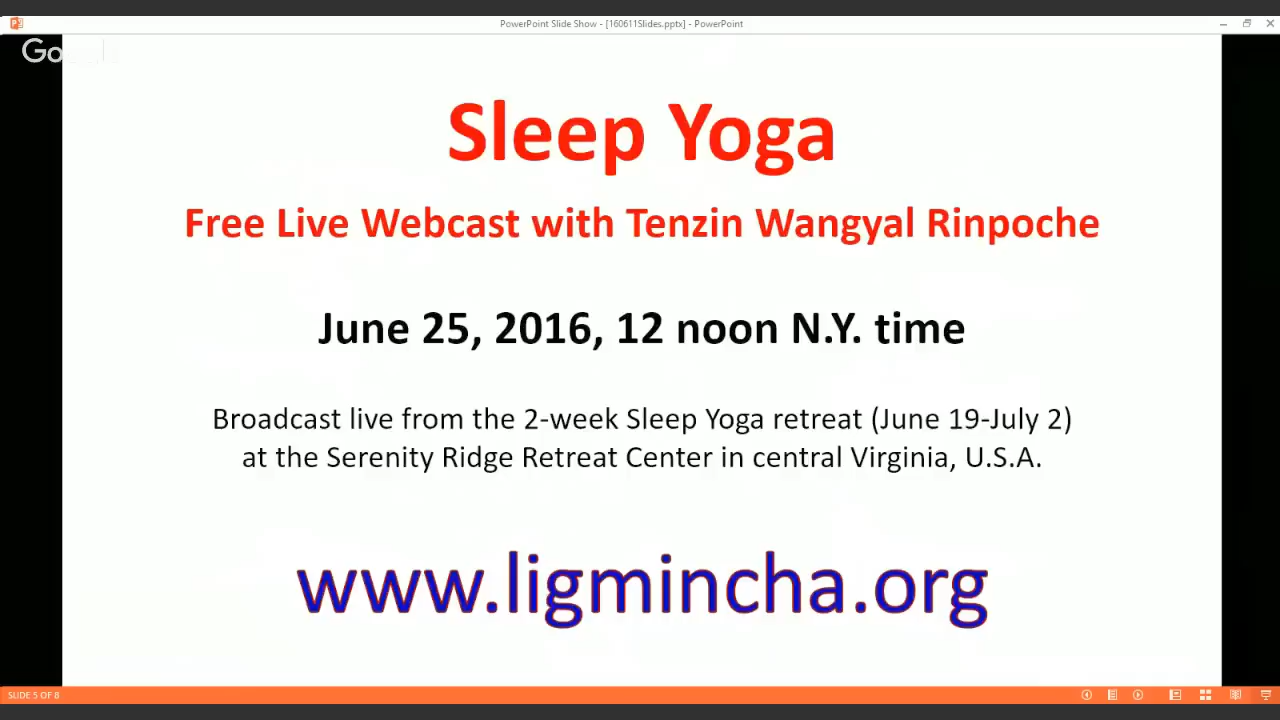 PowerPoint Slide Show - [160611Slides.pptx] - PowerPoint
Sleep Yoga
Free Live Webcast with Tenzin Wangyal Rinpoche
June 25, 2016, 12 noon N.Y. time
Broadcast live from the 2-week Sleep Yoga retreat (June 19-July 2)
at the Serenity Ridge Retreat Center in central Virginia, U.S.A.
www.ligmincha.org
SLIDE 5 OF 8